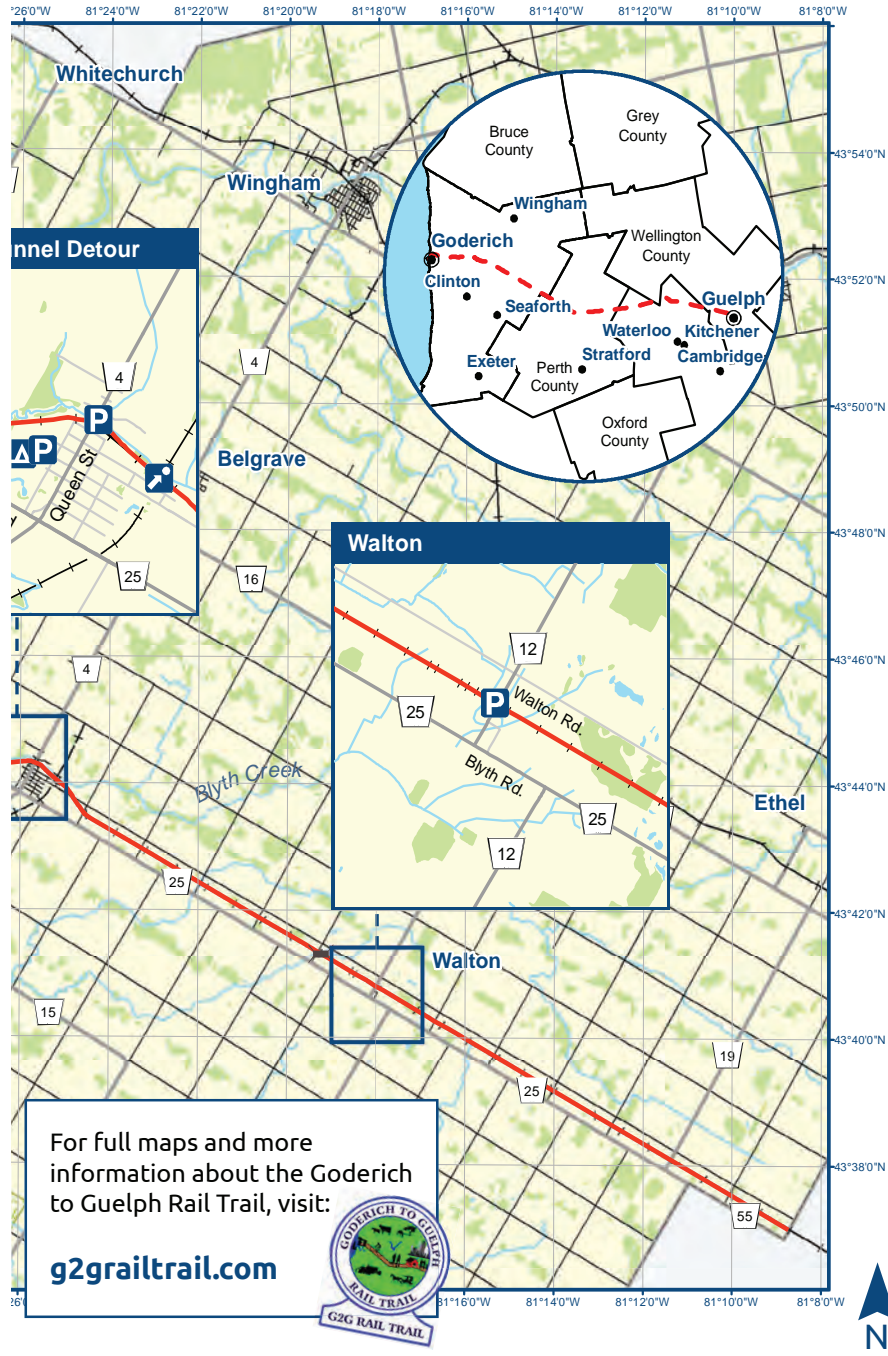 26'0"W
81°24'0"W
81°22'0"W
81°20'0"W
81°18'0"W
81°16'0"W
81°14'0"W
81°12'0"W
81°10'0"W
81°8'0"W
Whitechurch
43°54'0"N
Bruce
County
Grey
County
Wingham
Wingham
Goderich
Wellington
County
43°52'0"N
Clinton
Guelph
Seaforth
Waterloo
Kitchener
Exeter
Perth
County
Stratford
Cambridge
43°50'0"N
Oxford
County
nnel Detour
4
4
P
P
Queen St
25
Belgrave
16
43°48'0"N
Walton
12
P
Walton Rd.
25
Blyth Rd.
25
12
43°46'0"N
4
43°44'0"N
Blyth Creek
Ethel
25
43°42'0"N
Walton
15
43°40'0"N
19
25
43°38'0"N
55
For full maps and more
information about the Goderich
to Guelph Rail Trail, visit:
g2grailtrail.com
GODERICH TO GUELPH
RAIL TRAIL
G2G RAIL TRAIL
26'0"W
81°16'0"W
81°14'0"W
81°12'0"W
81°10'0"W
81°8'0"W
N